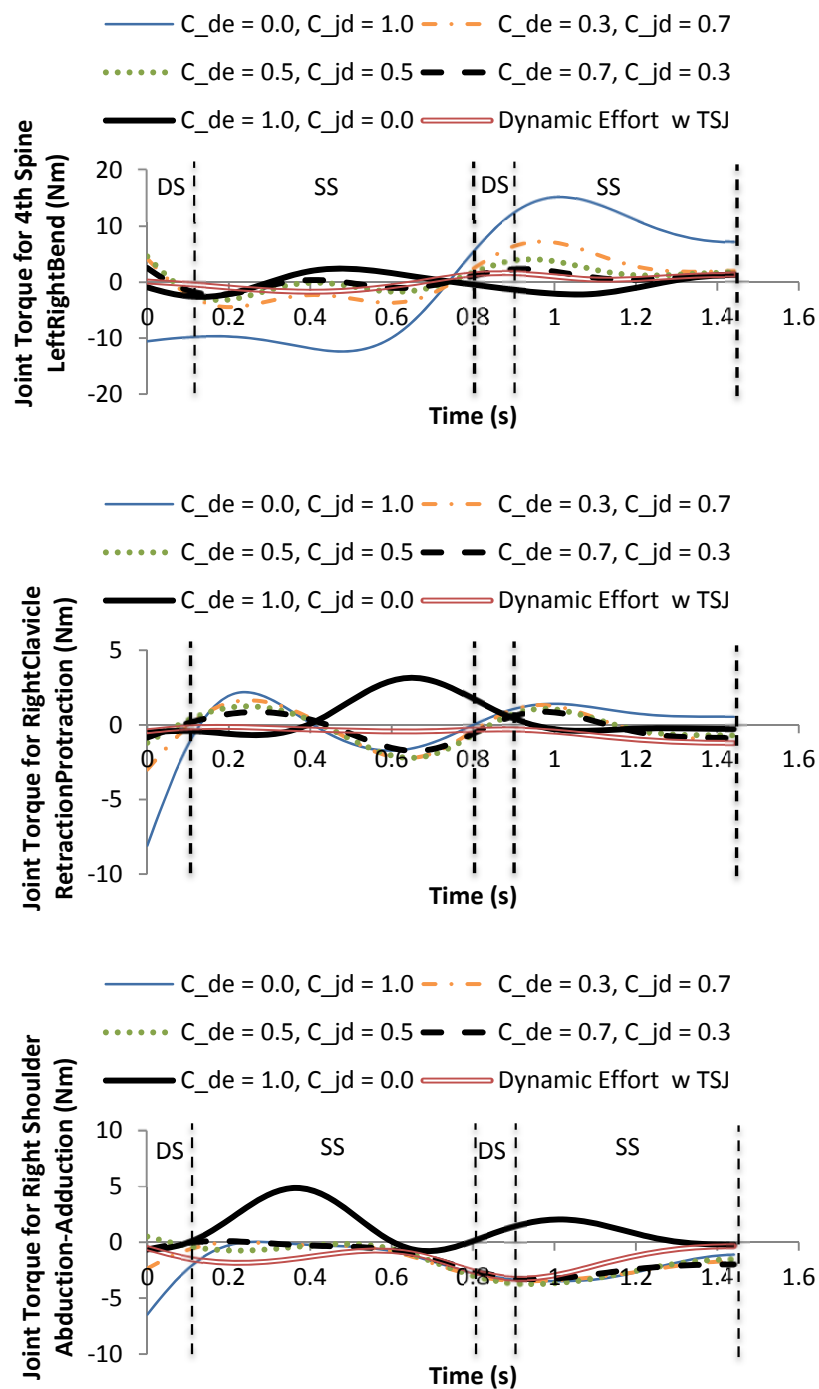 C_de = 0.0, C_jd = 1.0 C_de = 0.3, C_jd = 0.7
C_de = 0.5, C_jd = 0.5 C_de = 0.7, C_jd = 0.3
C_de = 1.0, C_jd = 0.0 Dynamic Effort w TSJ
Joint Torque for 4th Spine
LeftRightBend (Nm)
20
10
0
-10
-20
DS SS DS SS
0 0.2 0.4 0.6 0.8 1 1.2 1.4 1.6
Time (s)
C_de = 0.0, C_jd = 1.0 C_de = 0.3, C_jd = 0.7
C_de = 0.5, C_jd = 0.5 C_de = 0.7, C_jd = 0.3
C_de = 1.0, C_jd = 0.0 Dynamic Effort w TSJ
Joint Torque for RightClavicle
RetractionProtraction (Nm)
5
0
-5
-10
0 0.2 0.4 0.6 0.8 1 1.2 1.4 1.6
Time (s)
C_de = 0.0, C_jd = 1.0 C_de = 0.3, C_jd = 0.7
C_de = 0.5, C_jd = 0.5 C_de = 0.7, C_jd = 0.3
C_de = 1.0, C_jd = 0.0 Dynamic Effort w TSJ
Joint Torque for Right Shoulder
Abduction-Adduction (Nm)
10
5
0
-5
-10
DS SS DS SS
0 0.2 0.4 0.6 0.8 1 1.2 1.4 1.6
Time (s)